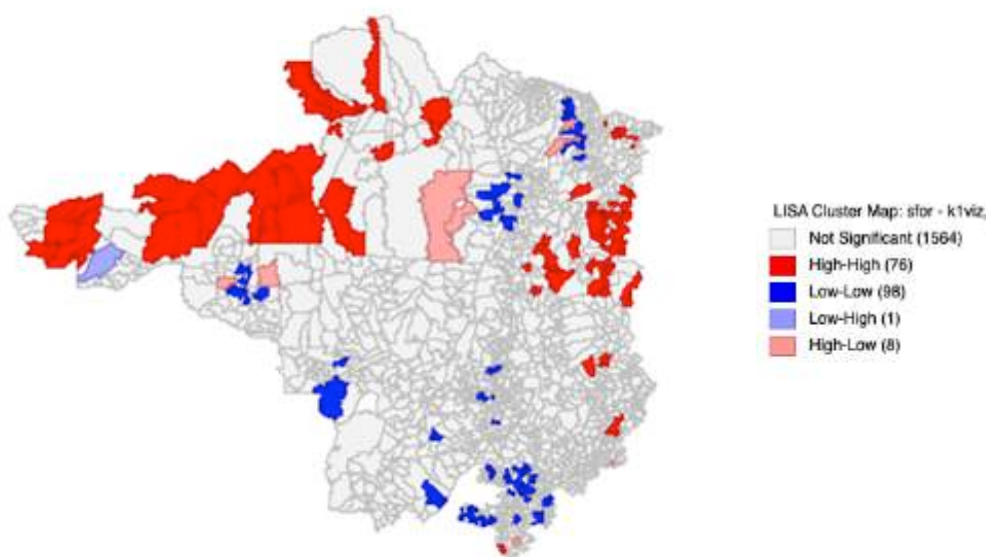 LISA Cluster Map: sfor - k1viz,
Not Significant (1564)
High-High (76)
Low-Low (98)
Low-High (1)
High-Low (8)